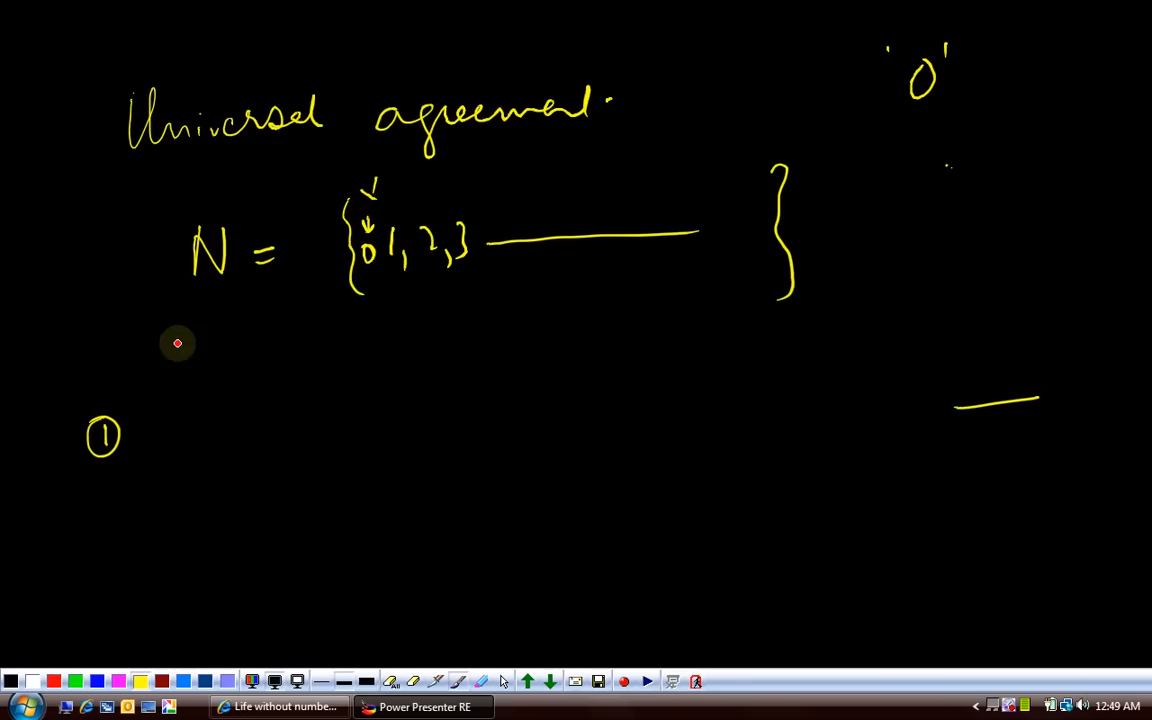 '0'
Universal agreement.
N = {0 1, 2, 3 }
①
Life without numbe...
Power Presenter RE
12:49 AM